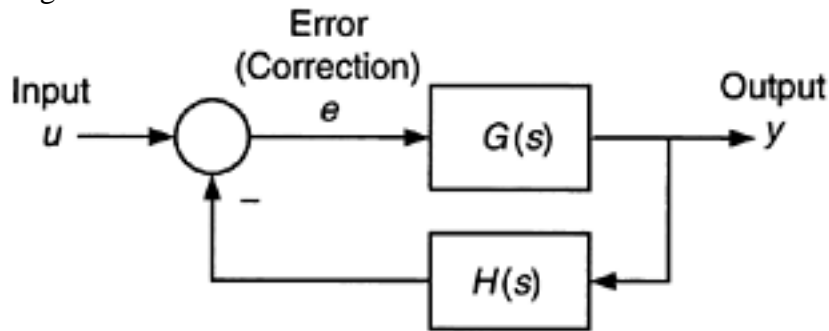 Error
(Correction)
Input
Output
e
u
G(s)
y
–
H(s)